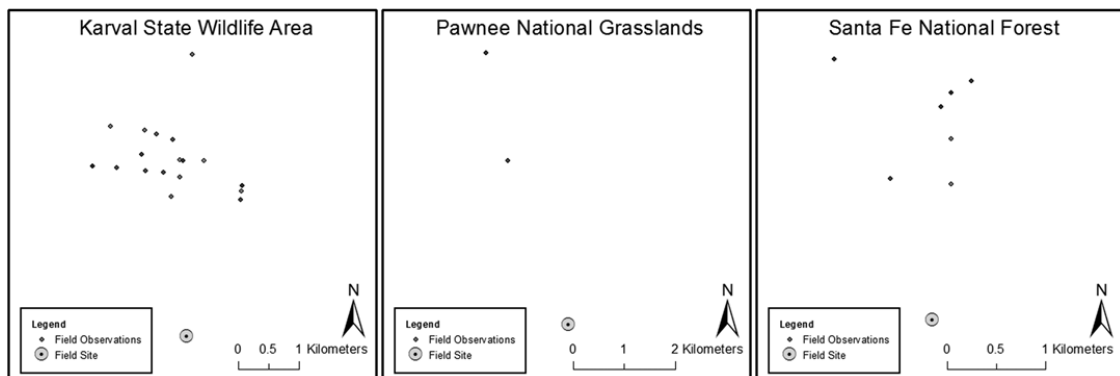 Karval State Wildlife Area
N
Legend
Field Observations
Field Site
0 0.5 1 Kilometers
Pawnee National Grasslands
N
Legend
Field Observations
Field Site
0 1 2 Kilometers
Santa Fe National Forest
N
Legend
Field Observations
Field Site
0 0.5 1 Kilometers